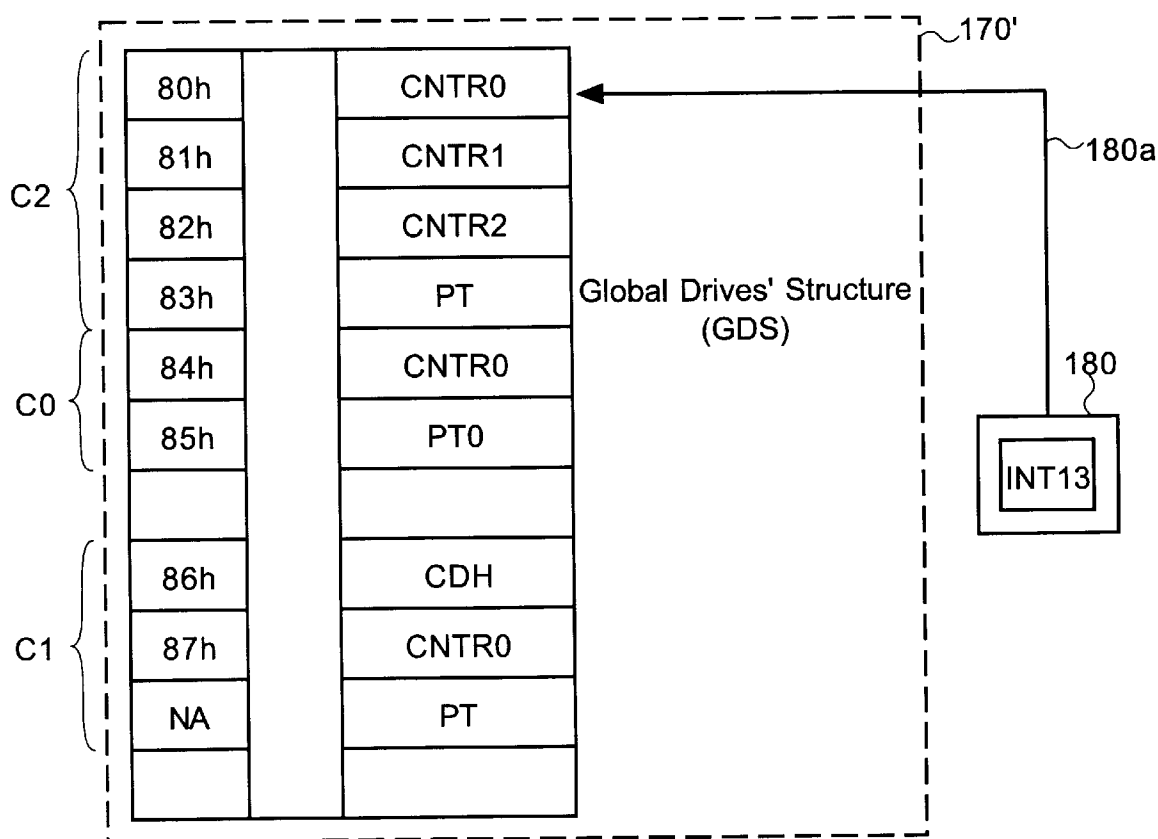 170'
80h CNTR0
180a
81h CNTR1
C2
82h CNTR2
83h PT
Global Drives' Structure
(GDS)
84h CNTR0
180
C0
85h PT0
INT13
86h CDH
C1
87h CNTR0
NA PT